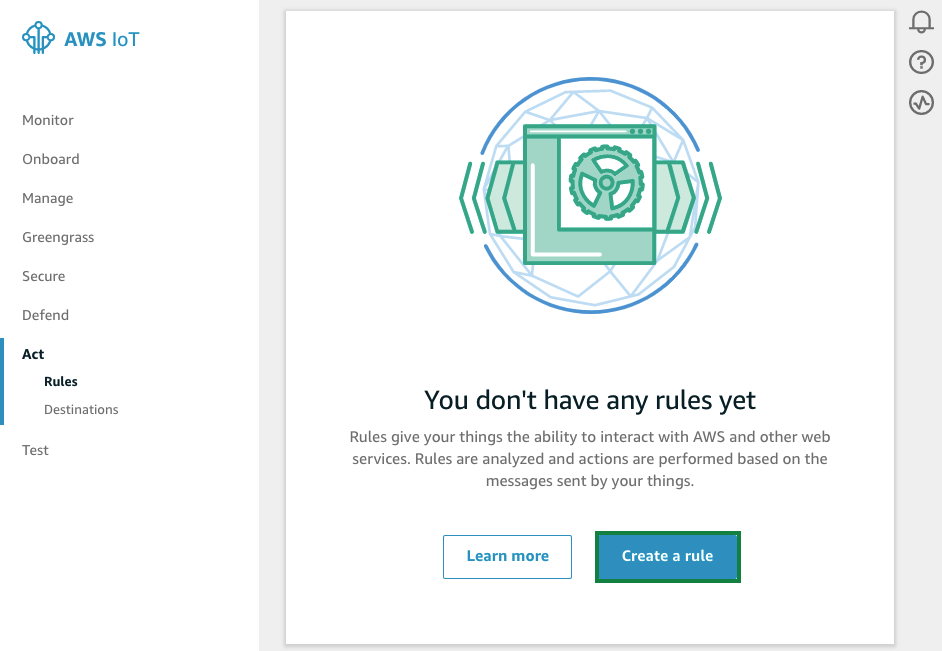 AWS IoT
Monitor
Onboard
Manage
Greengrass
Secure
Defend
Act
Rules
Destinations
Test
You don't have any rules yet
Rules give your things the ability to interact with AWS and other web
services. Rules are analyzed and actions are performed based on the
messages sent by your things.
Learn more
Create a rule